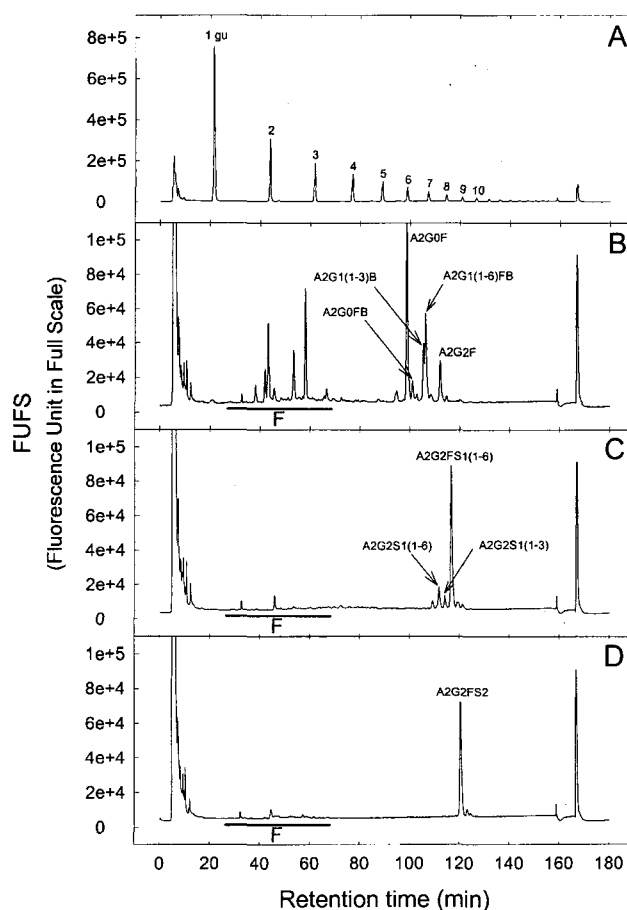 A
8e+5
6e+5
4e+5
2e+5
0
1 gu
2
3
4
5
6
7
8
9
10
B
1e+5
8e+4
6e+4
4e+4
2e+4
0
A2G0F
A2G1(1-3)B
A2G1(1-6)FB
A2G0FB
A2G2F
F
C
1e+5
8e+4
6e+4
4e+4
2e+4
0
A2G2FS1(1-6)
A2G2S1(1-6)
A2G2S1(1-3)
F
D
1e+5
8e+4
6e+4
4e+4
2e+4
0
A2G2FS2
F
0 20 40 60 80 100 120 140 160 180
Retention time (min)
FUFS
(Fluorescence Unit in Full Scale)